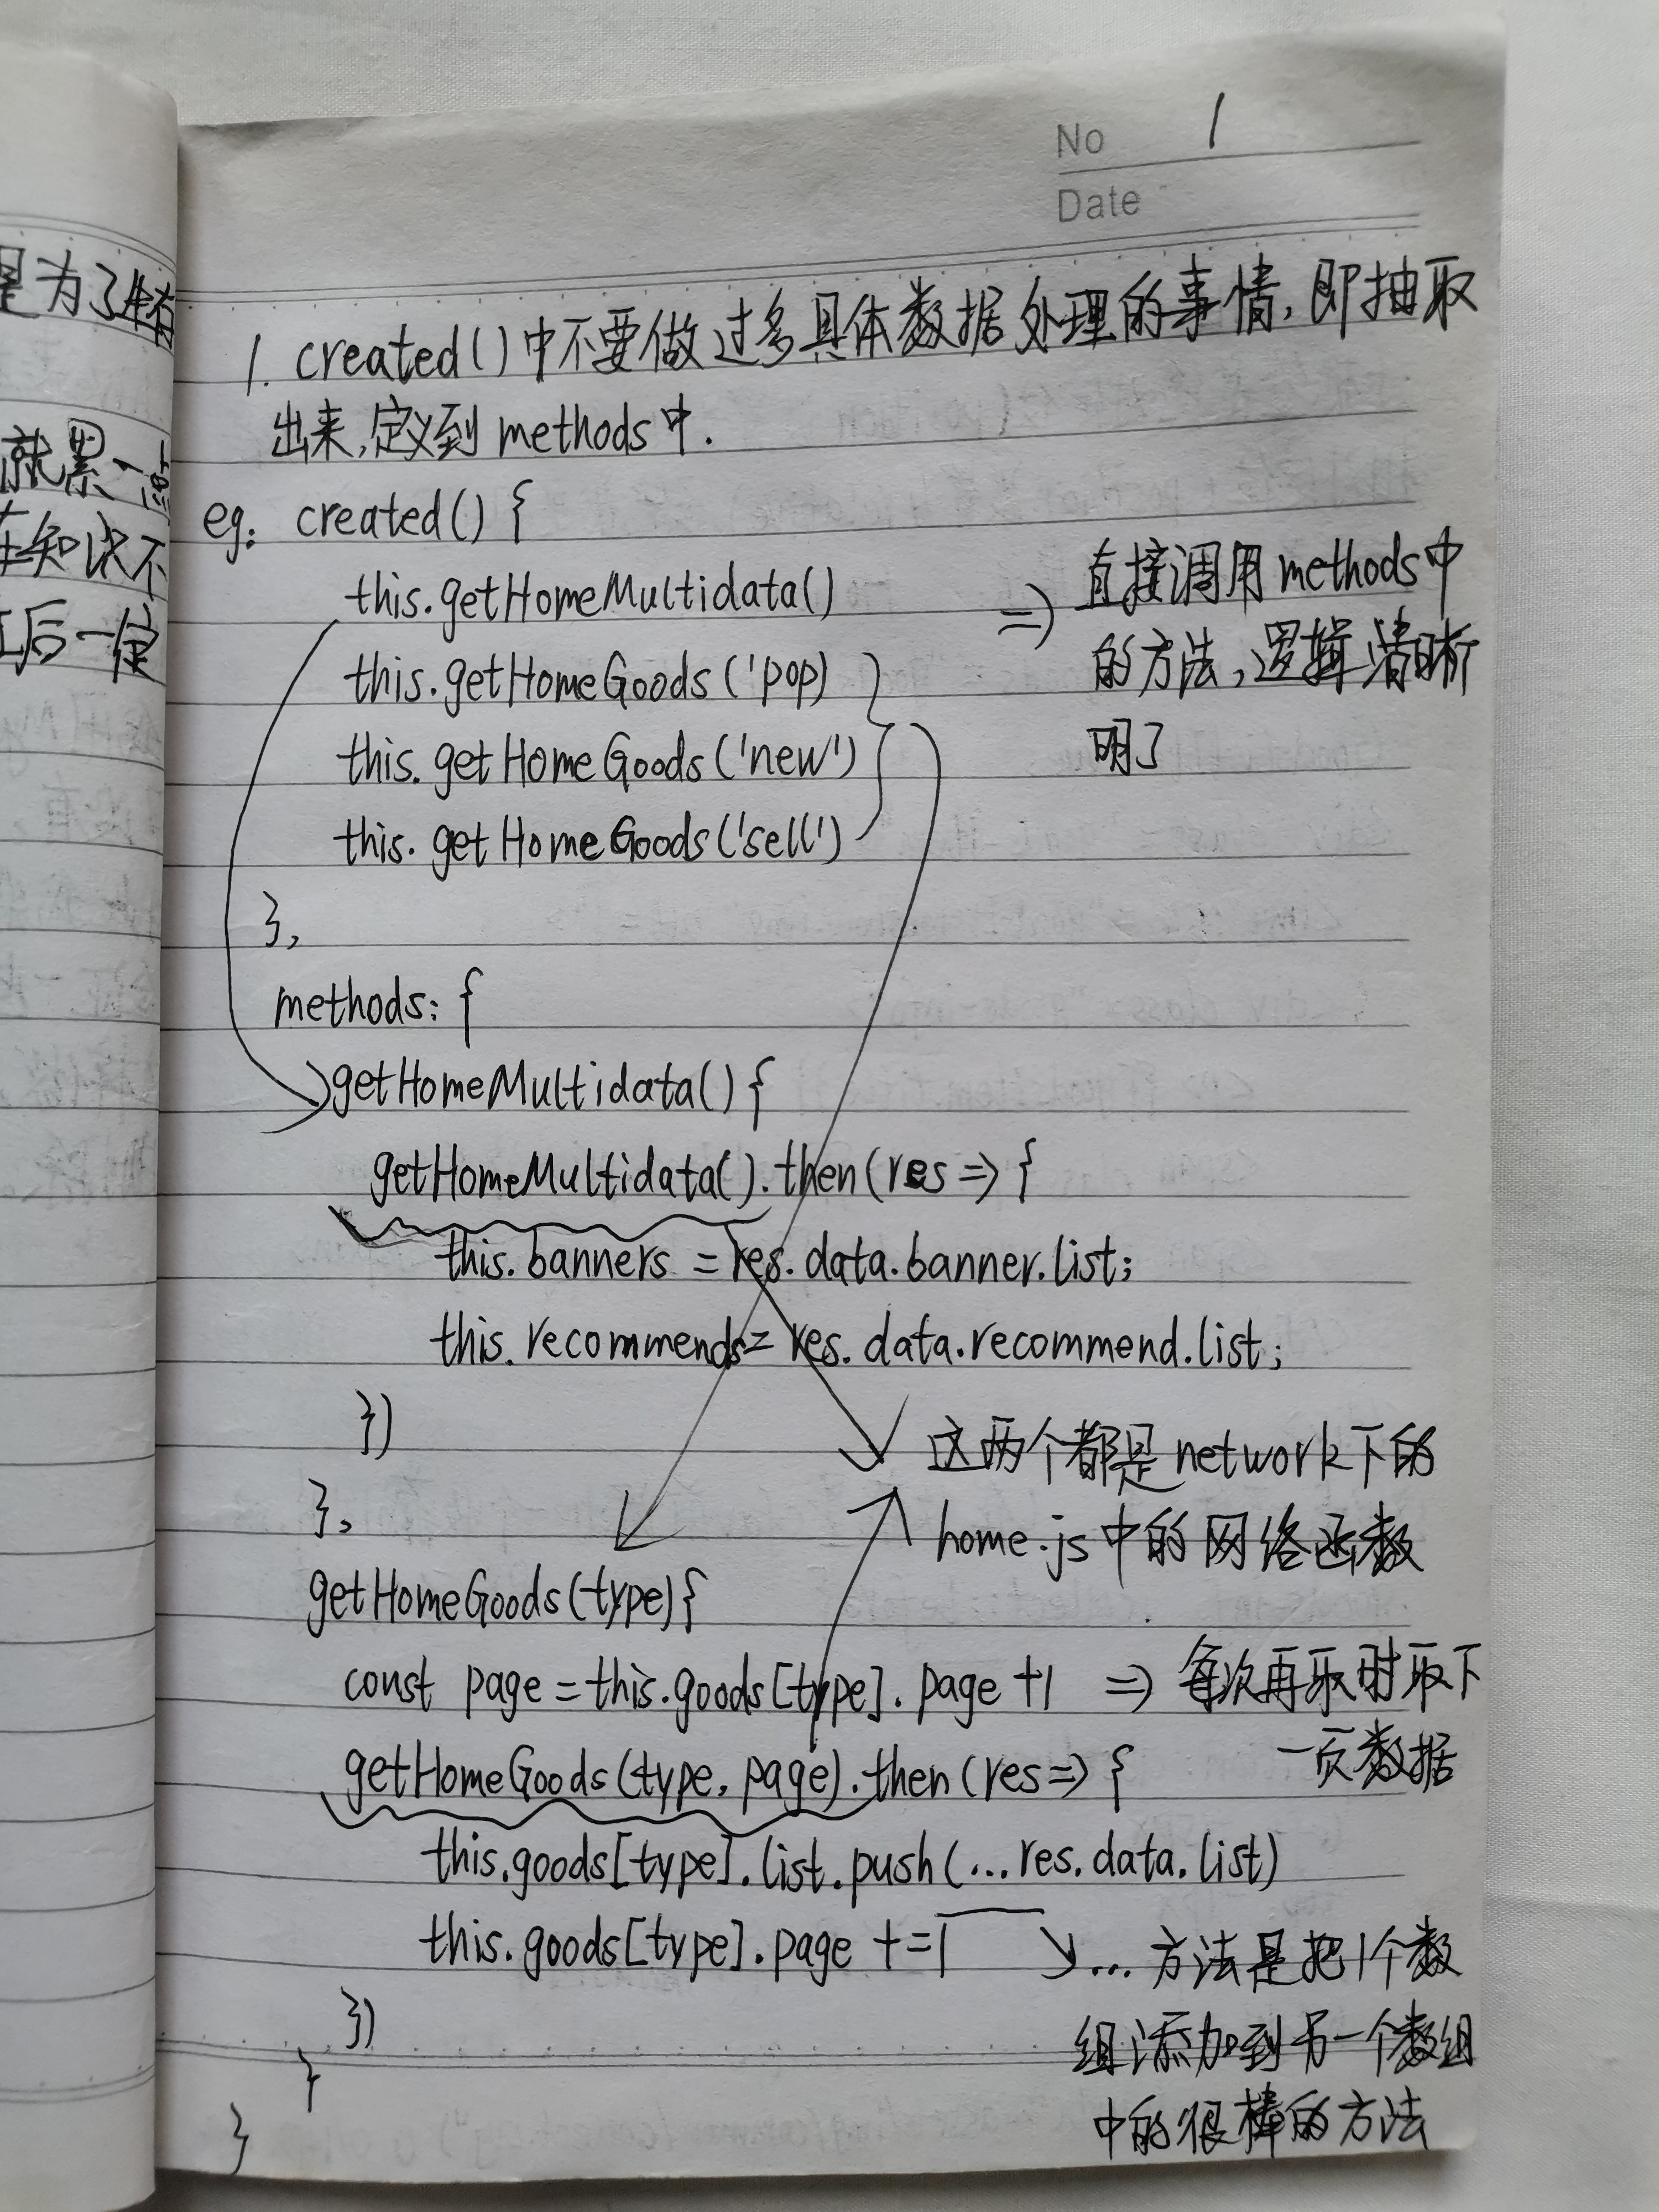 No 1
Date
是为了
就累一
知识不
后一定
1. created()中不要做过多具体数据处理的事情,即抽取
出来,定义到 methods中.
eg: created() {
this.getHomeMultidata()
this.getHomeGoods('pop)
this.getHomeGoods('new')
this.getHomeGoods('sell')
=> 直接调用methods中
的方法,逻辑清晰
明了
},
methods: {
getHomeMultidata() {
getHomeMultidata().then(res => {
this.banners = res.data.banner.list;
this.recommends= res.data.recommend.list;
})
这两个都是network下的
home.js中的网络函数
},
getHomeGoods(type){
const page = this.goods[type].page +1 => 每次再取时取下
一页数据
getHomeGoods(type, page).then(res => {
this.goods[type].list.push(...res.data.list)
this.goods[type].page +=1
...方法是把1个数
组添加到另一个数组
中的很棒的方法
})
}
}